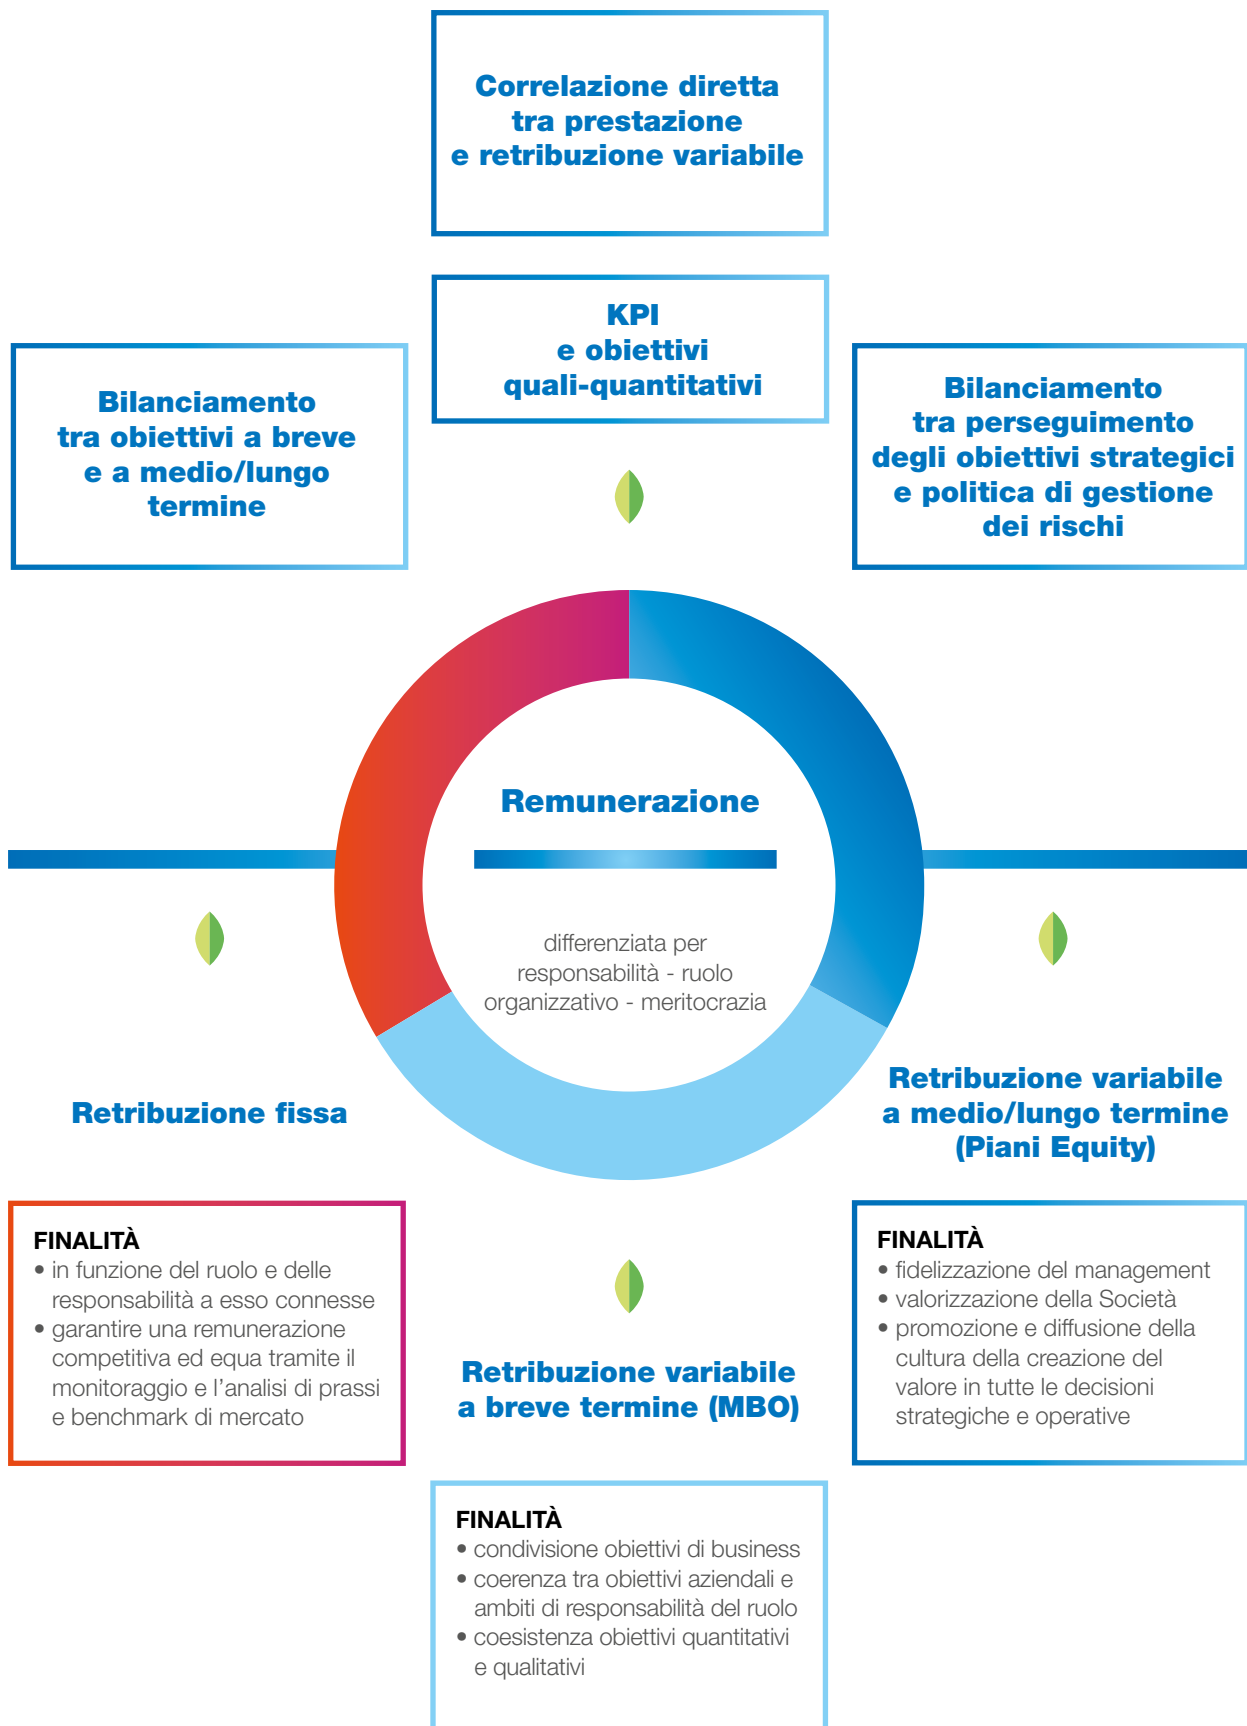 Correlazione diretta
tra prestazione
e retribuzione variabile
KPI
e obiettivi
quali-quantitativi
Bilanciamento
tra obiettivi a breve
e a medio/lungo
termine
Bilanciamento
tra perseguimento
degli obiettivi strategici
e politica di gestione
dei rischi
Remunerazione
differenziata per
responsabilità - ruolo
organizzativo - meritocrazia
Retribuzione fissa
FINALITÀ
• in funzione del ruolo e delle
responsabilità a esso connesse
• garantire una remunerazione
competitiva ed equa tramite il
monitoraggio e l'analisi di prassi
e benchmark di mercato
Retribuzione variabile
a breve termine (MBO)
FINALITÀ
• condivisione obiettivi di business
• coerenza tra obiettivi aziendali e
ambiti di responsabilità del ruolo
• coesistenza obiettivi quantitativi
e qualitativi
Retribuzione variabile
a medio/lungo termine
(Piani Equity)
FINALITÀ
• fidelizzazione del management
• valorizzazione della Società
• promozione e diffusione della
cultura della creazione del
valore in tutte le decisioni
strategiche e operative